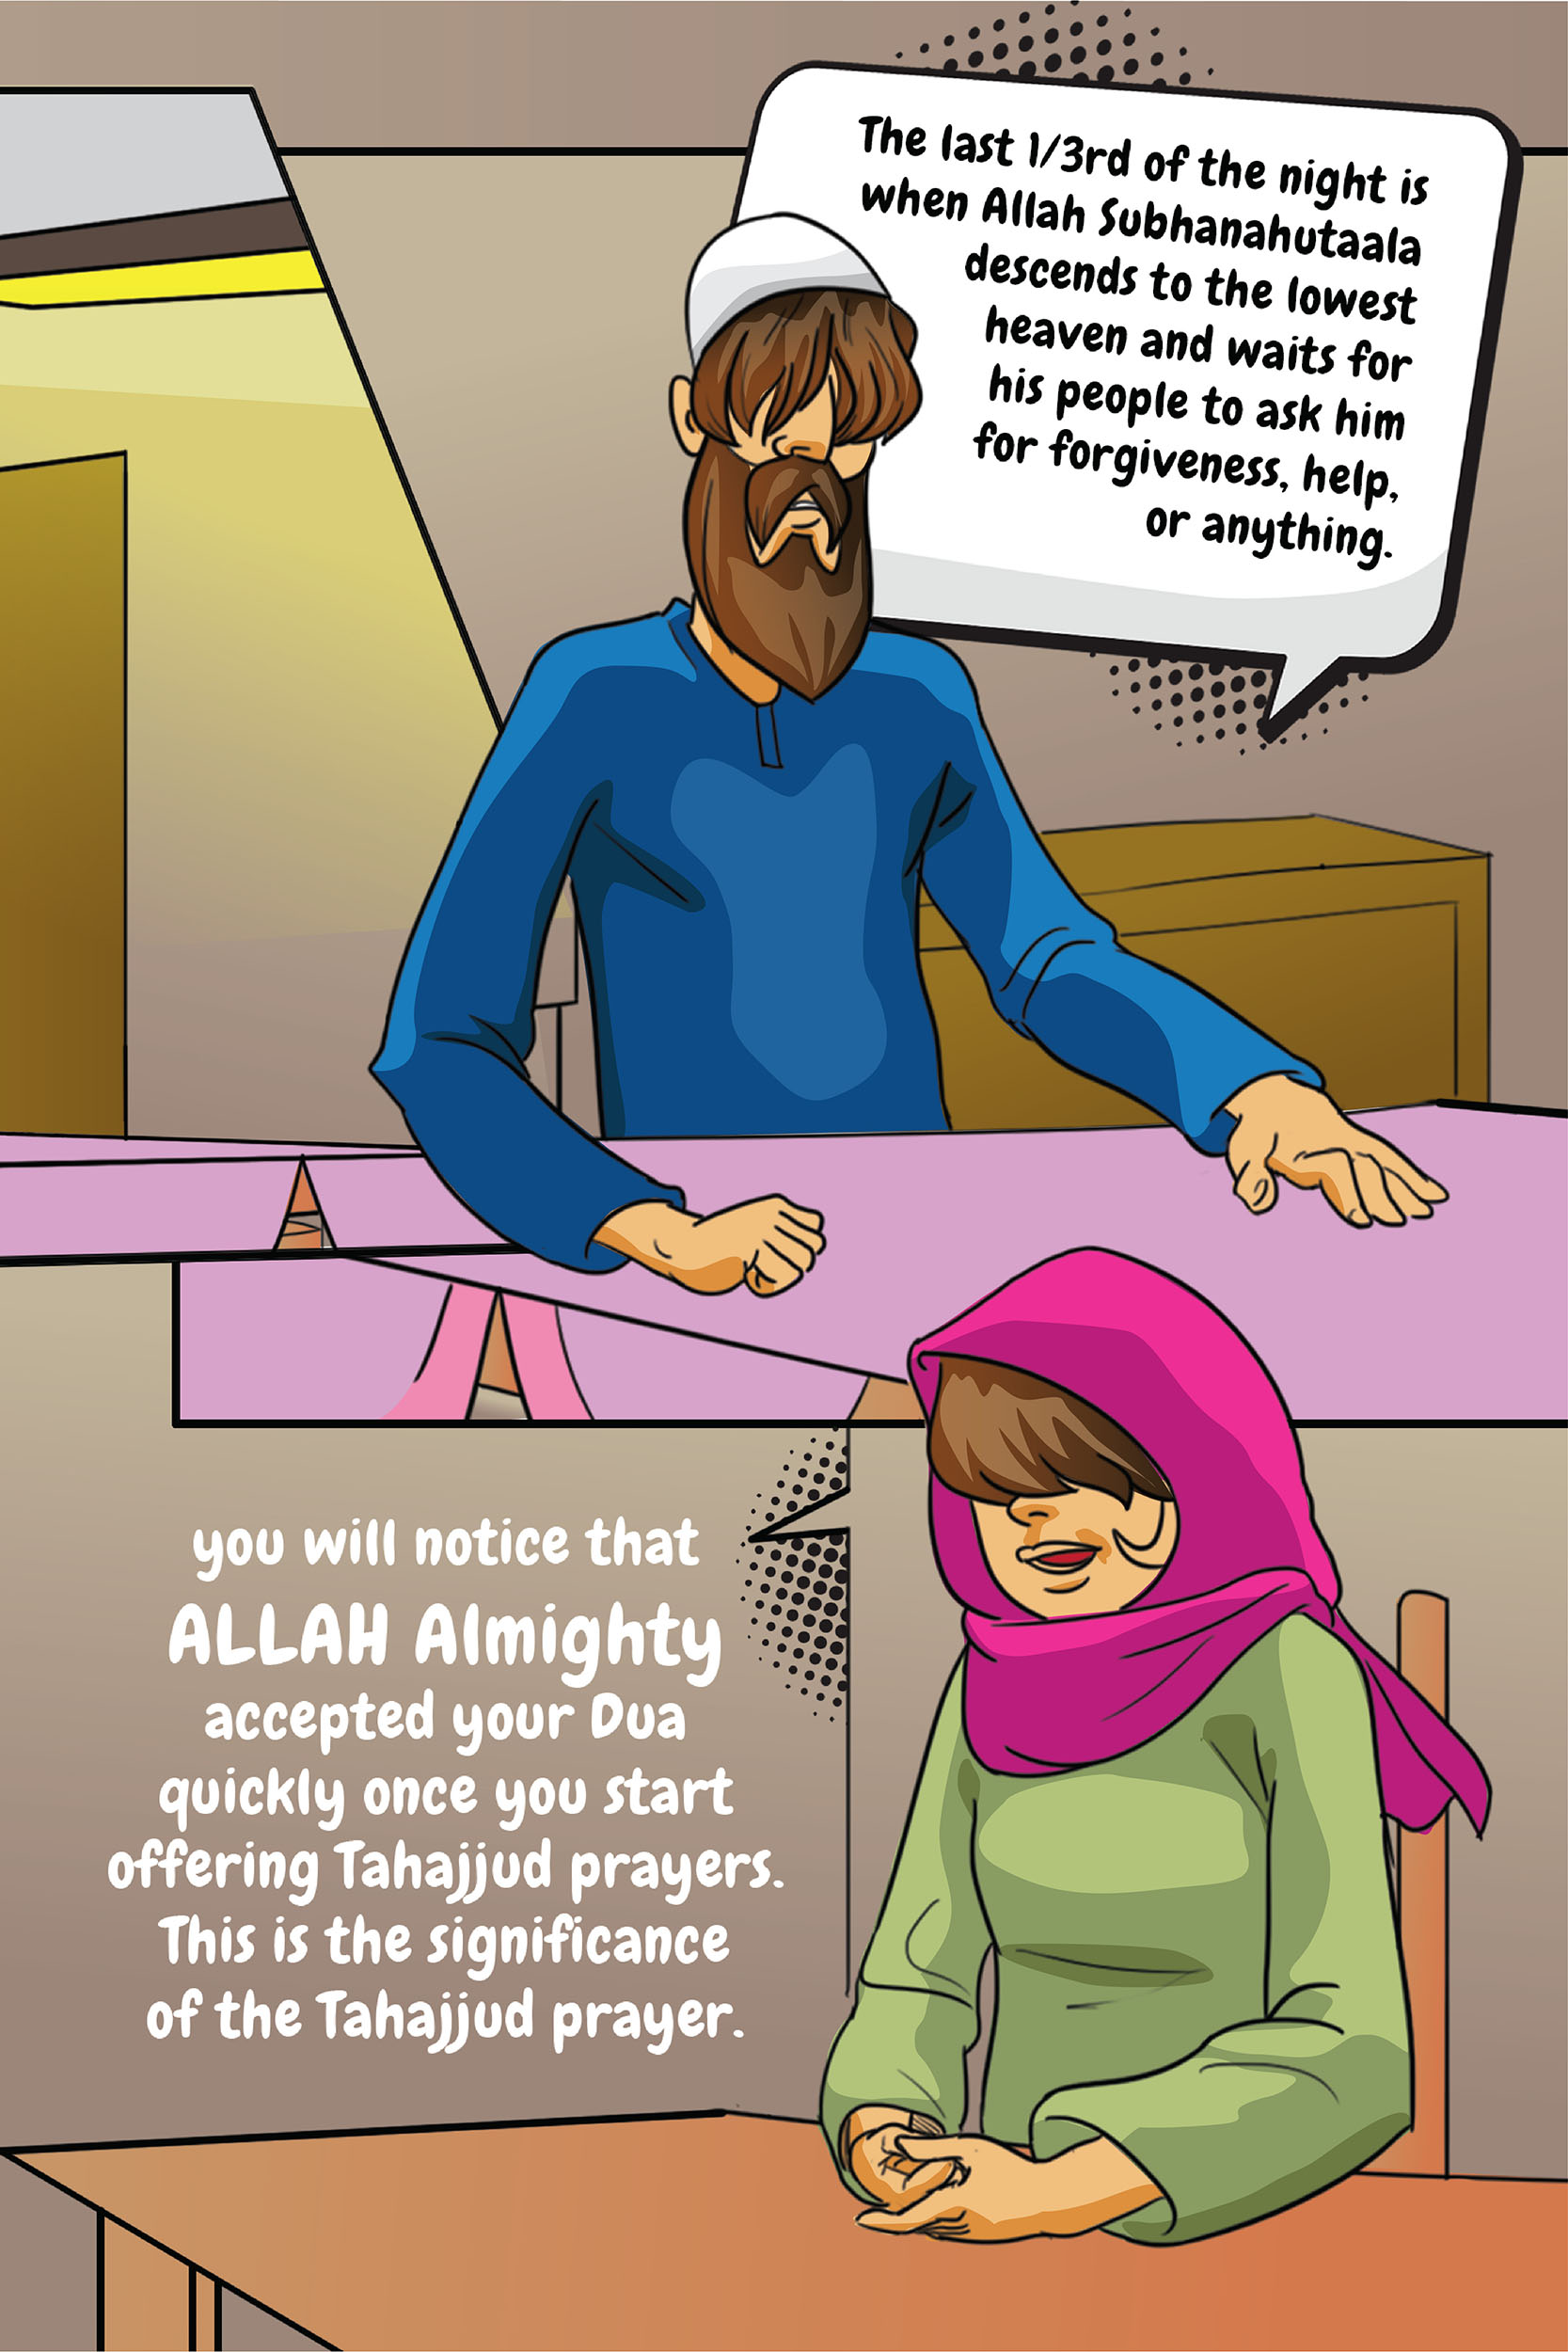 The last 1/3rd of the night is
when Allah Subhanahutaala
descends to the lowest
heaven and waits for
his people to ask him
for forgiveness, help,
or anything.
you will notice that
ALLAH Almighty
accepted your Dua
quickly once you start
offering Tahajjud prayers.
This is the significance
of the Tahajjud prayer.